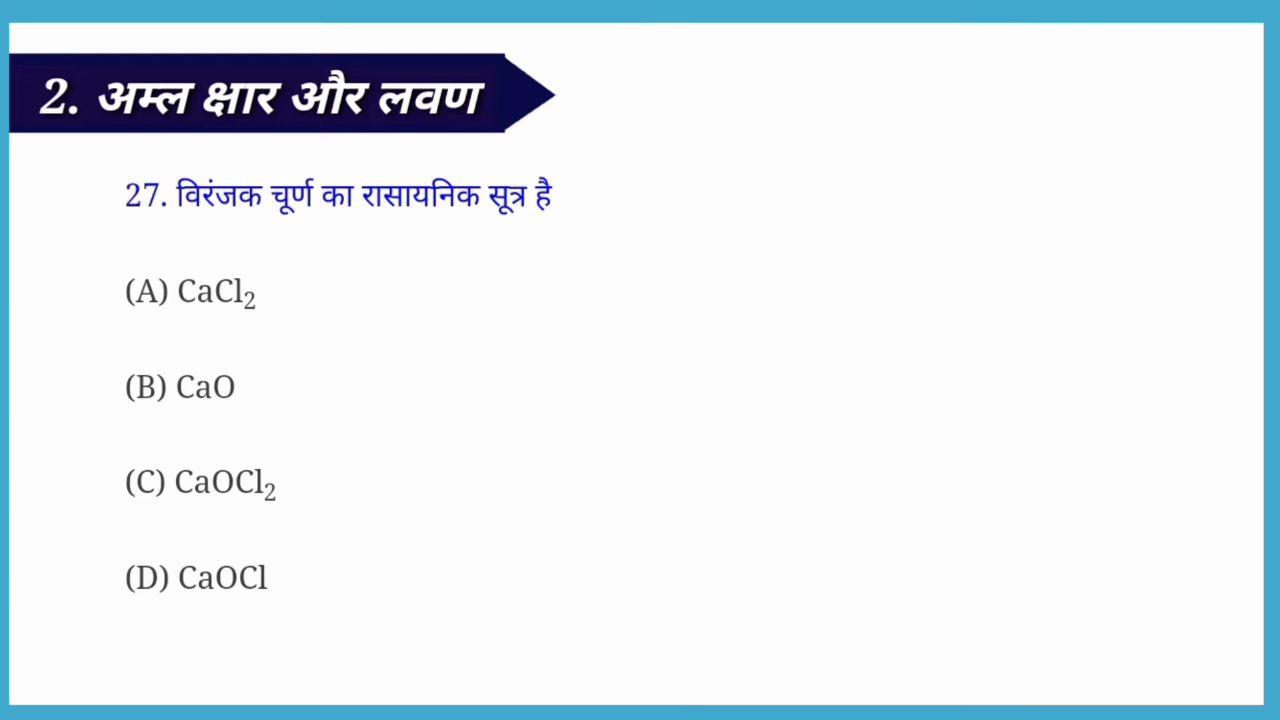 2. अम्ल क्षार और लवण
27. विरंजक चूर्ण का रासायनिक सूत्र है
(A) CaCl₂
(B) CaO
(C) CaOCl₂
(D) CaOCl